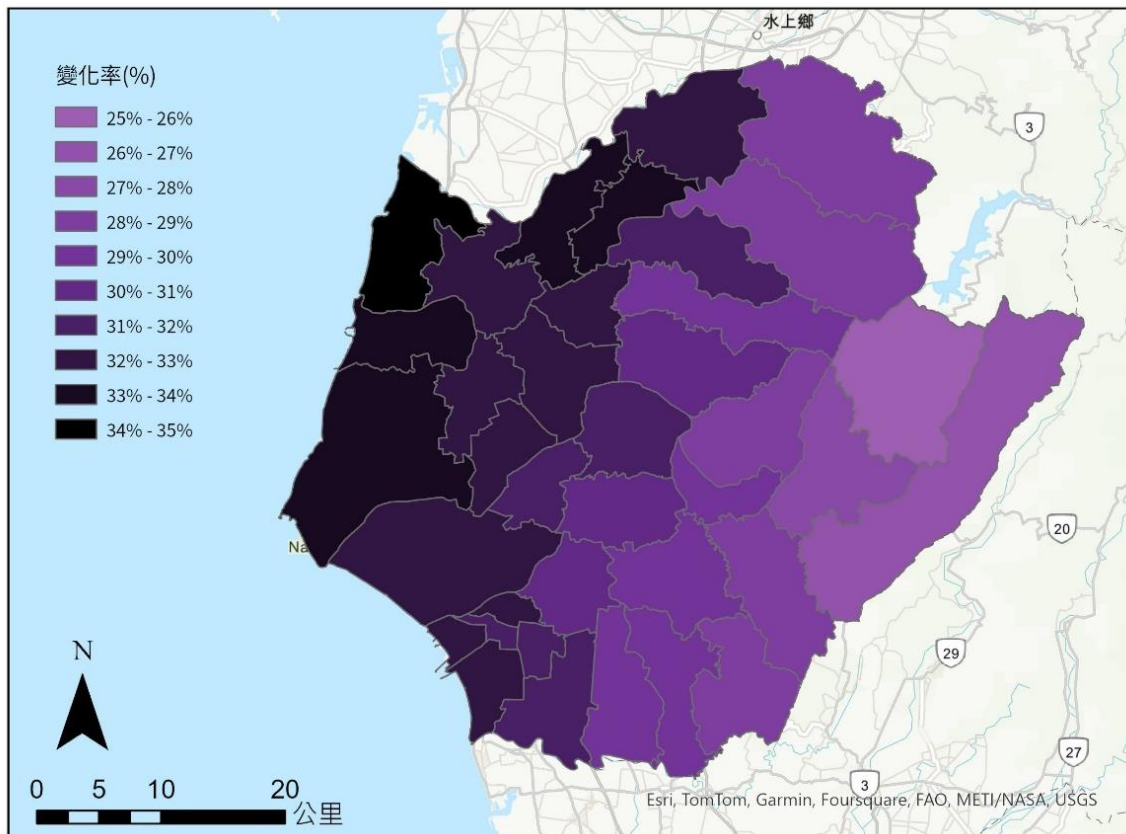 水上鄉
變化率(%)
25% - 26%
26% - 27%
27% - 28%
28% - 29%
29% - 30%
30% - 31%
31% - 32%
32% - 33%
33% - 34%
34% - 35%
3
20
Na
29
27
3
N
0 5 10 20
公里
Esri, TomTom, Garmin, Foursquare, FAO, METI/NASA, USGS